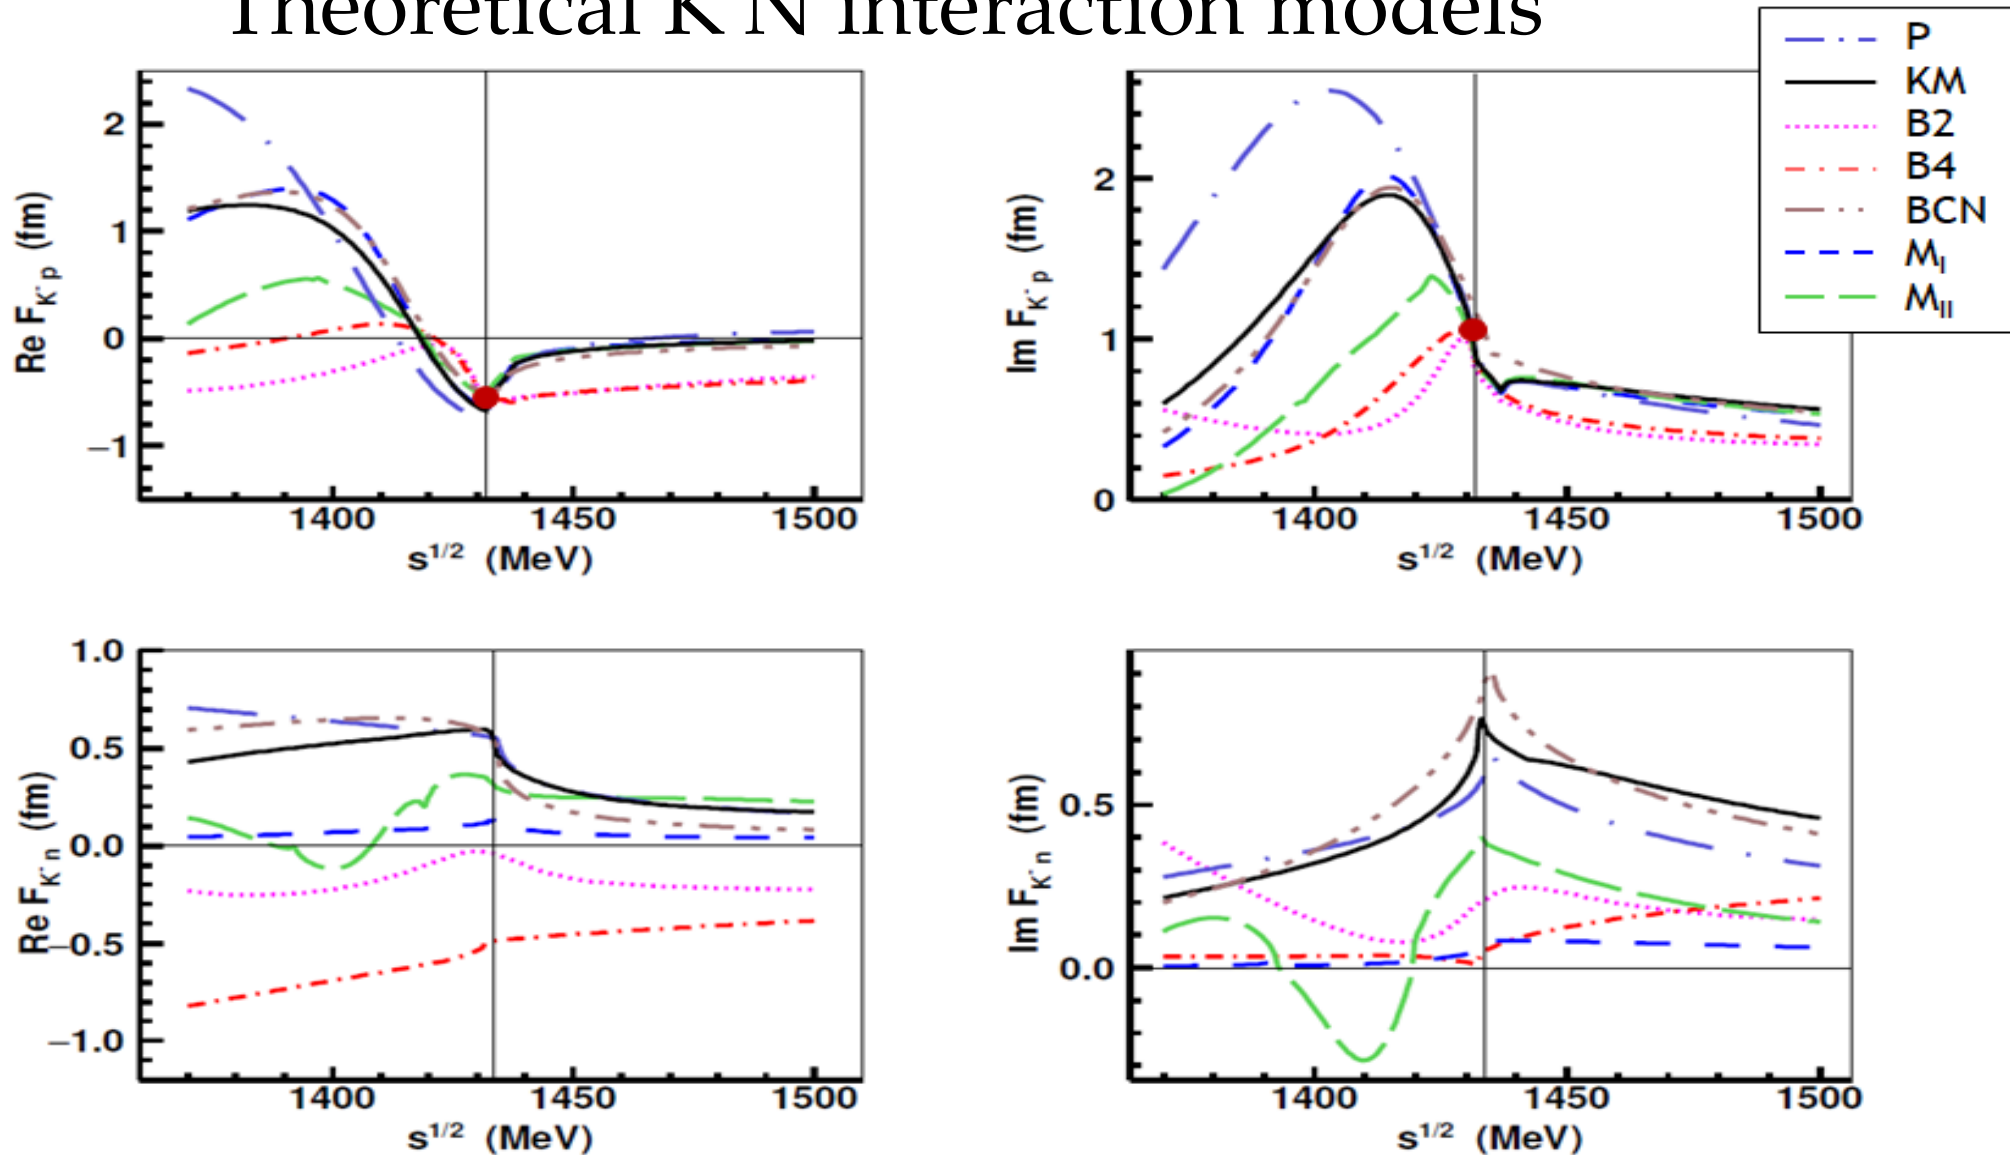 Theoretical K N interaction models
P
KM
B2
B4
BCN
M_I
M_II
Re F_K⁻p (fm)
2
1
0
−1
1400 1450 1500
s^1/2 (MeV)
Im F_K⁻p (fm)
2
1
0
1400 1450 1500
s^1/2 (MeV)
Re F_K⁻n (fm)
1.0
0.5
0.0
−0.5
−1.0
1400 1450 1500
s^1/2 (MeV)
Im F_K⁻n (fm)
0.5
0.0
1400 1450 1500
s^1/2 (MeV)